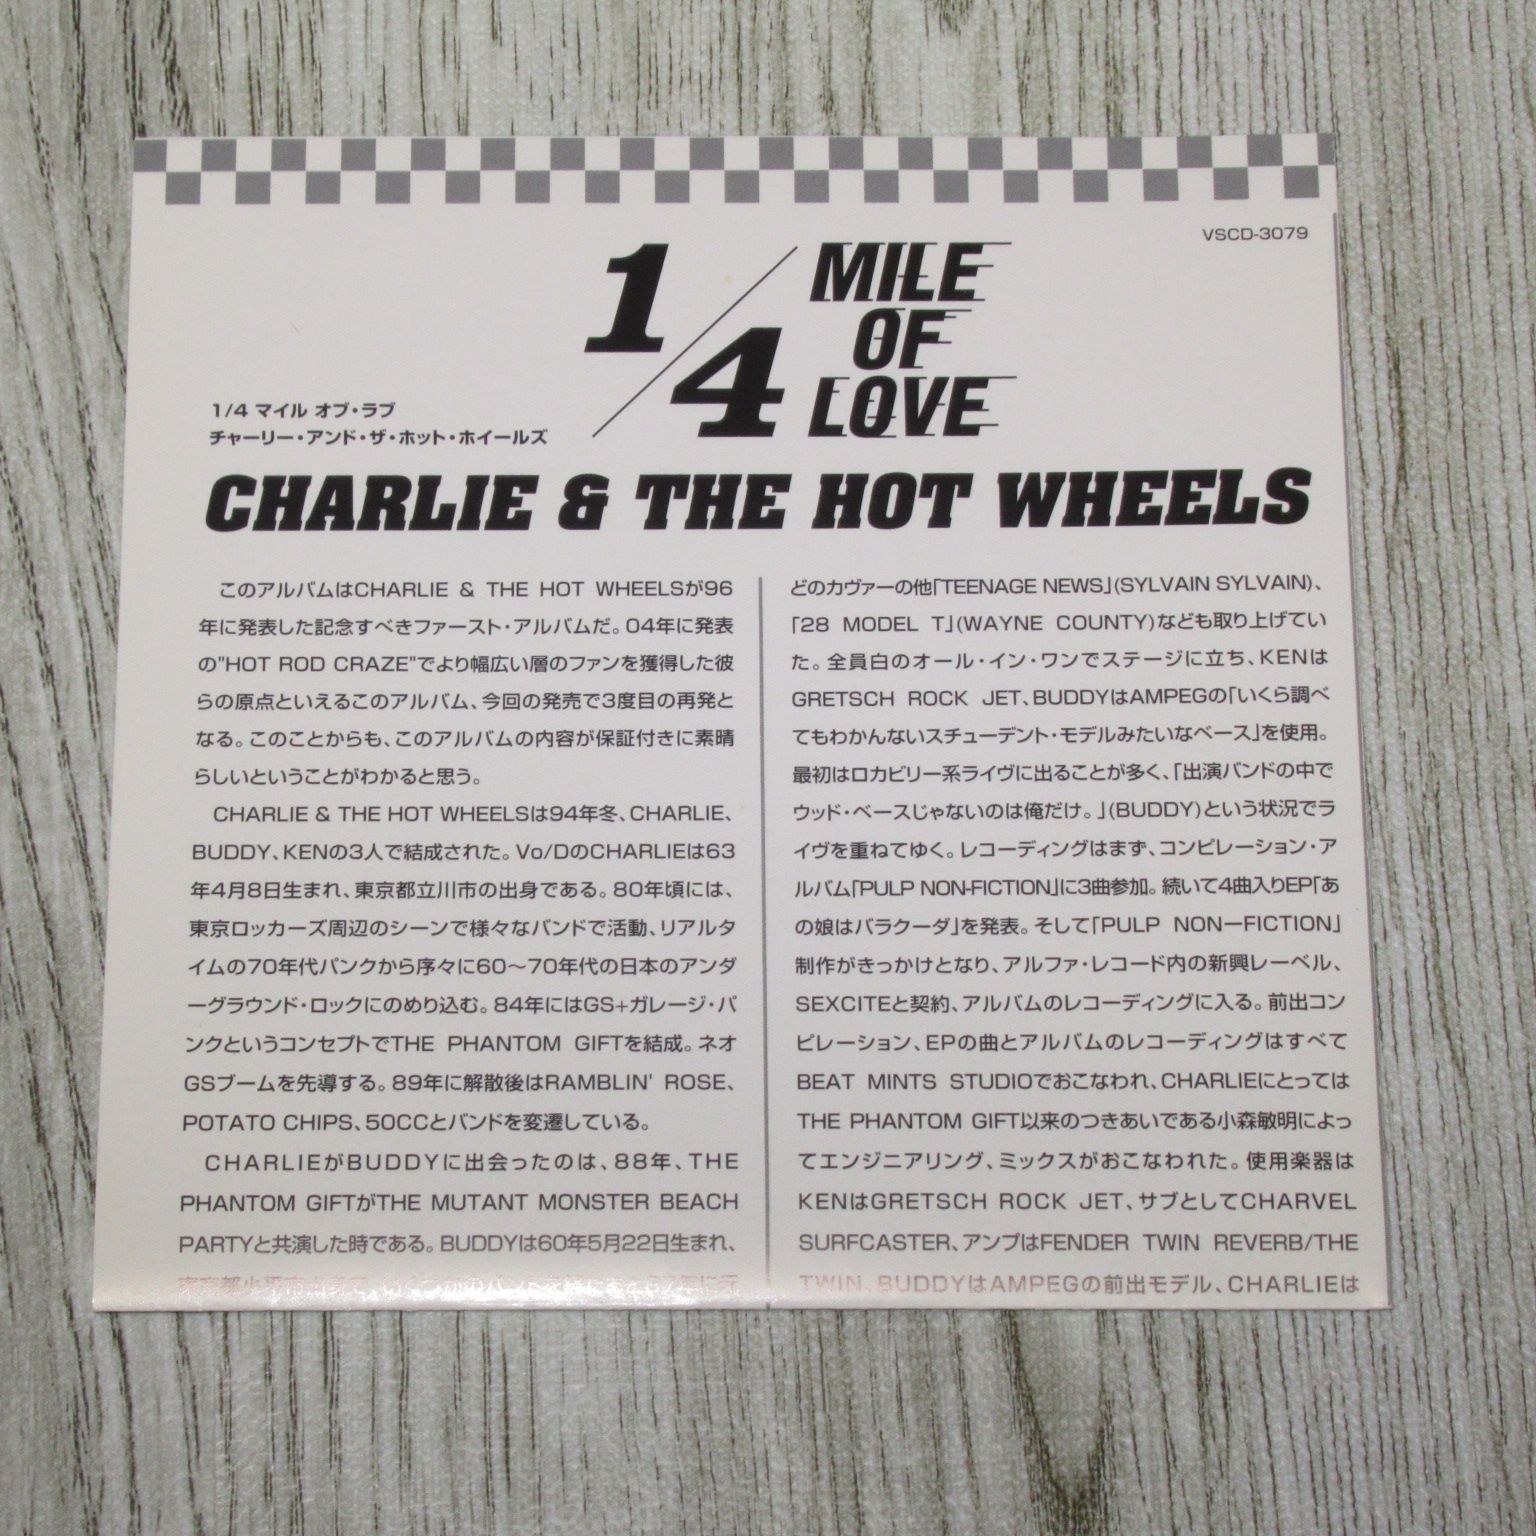 VSCD-3079
1/4 MILE
OF
LOVE
1/4 マイル オブ・ラブ
チャーリー・アンド・ザ・ホット・ホイールズ
CHARLIE & THE HOT WHEELS
このアルバムはCHARLIE & THE HOT WHEELSが96
年に発表した記念すべきファースト・アルバムだ。04年に発表
の"HOT ROD CRAZE"でより幅広い層のファンを獲得した彼
らの原点といえるこのアルバム、今回の発売で3度目の再発と
なる。このことからも、このアルバムの内容が保証付きに素晴
らしいということがわかると思う。
CHARLIE & THE HOT WHEELSは94年冬、CHARLIE、
BUDDY、KENの3人で結成された。Vo/DのCHARLIEは63
年4月8日生まれ、東京都立川市の出身である。80年頃には、
東京ロッカーズ周辺のシーンで様々なバンドで活動、リアルタ
イムの70年代パンクから序々に60〜70年代の日本のアンダ
ーグラウンド・ロックにのめり込む。84年にはGS+ガレージ・パ
ンクというコンセプトでTHE PHANTOM GIFTを結成。ネオ
GSブームを先導する。89年に解散後はRAMBLIN' ROSE、
POTATO CHIPS、50CCとバンドを変遷している。
CHARLIEがBUDDYに出会ったのは、88年、THE
PHANTOM GIFTがTHE MUTANT MONSTER BEACH
PARTYと共演した時である。BUDDYは60年5月22日生まれ、
東京都小平市出身で
どのカヴァーの他「TEENAGE NEWS」(SYLVAIN SYLVAIN)、
「28 MODEL T」(WAYNE COUNTY)なども取り上げてい
た。全員白のオール・イン・ワンでステージに立ち、KENは
GRETSCH ROCK JET、BUDDYはAMPEGの「いくら調べ
てもわかんないスチューデント・モデルみたいなベース」を使用。
最初はロカビリー系ライヴに出ることが多く、「出演バンドの中で
ウッド・ベースじゃないのは俺だけ。」(BUDDY)という状況でラ
イヴを重ねてゆく。レコーディングはまず、コンピレーション・ア
ルバム「PULP NON-FICTION」に3曲参加。続いて4曲入りEP「あ
の娘はバラクーダ」を発表。そして「PULP NON－FICTION」
制作がきっかけとなり、アルファ・レコード内の新興レーベル、
SEXCITEと契約、アルバムのレコーディングに入る。前出コン
ピレーション、EPの曲とアルバムのレコーディングはすべて
BEAT MINTS STUDIOでおこなわれ、CHARLIEにとっては
THE PHANTOM GIFT以来のつきあいである小森敏明によっ
てエンジニアリング、ミックスがおこなわれた。使用楽器は
KENはGRETSCH ROCK JET、サブとしてCHARVEL
SURFCASTER、アンプはFENDER TWIN REVERB/THE
TWIN、BUDDYはAMPEGの前出モデル、CHARLIEは